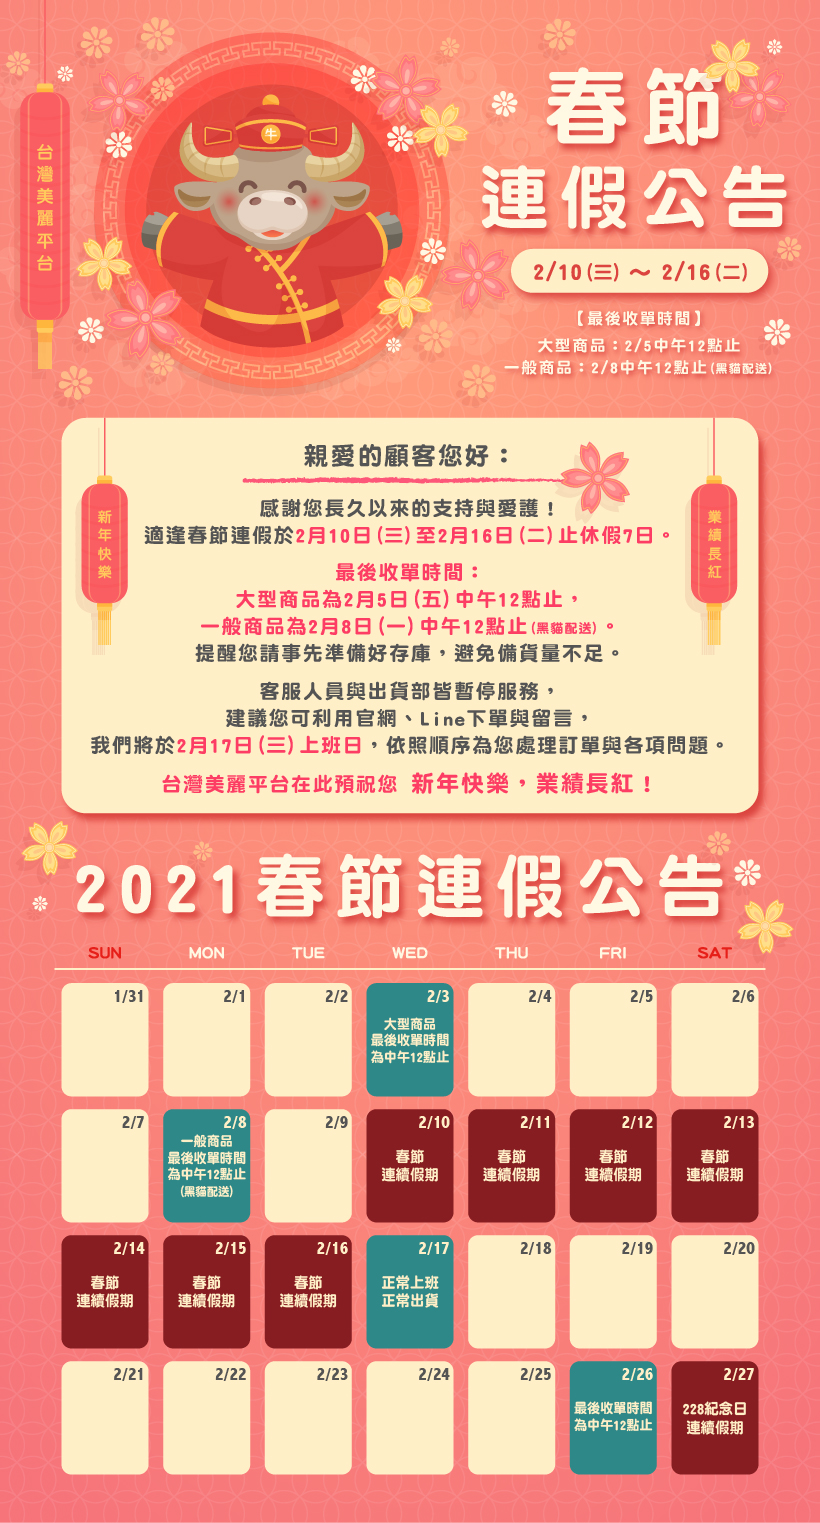 台灣美麗平台
牛
春節
連假公告
2/10(三)～2/16(二)
【最後收單時間】
大型商品：2/5中午12點止
一般商品：2/8中午12點止(黑貓配送)
親愛的顧客您好：
新年快樂
業績長紅
感謝您長久以來的支持與愛護！
適逢春節連假於2月10日(三)至2月16日(二)止休假7日。
最後收單時間：
大型商品為2月5日(五)中午12點止，
一般商品為2月8日(一)中午12點止(黑貓配送)。
提醒您請事先準備好存庫，避免備貨量不足。
客服人員與出貨部皆暫停服務，
建議您可利用官網、Line下單與留言，
我們將於2月17日(三)上班日，依照順序為您處理訂單與各項問題。
台灣美麗平台在此預祝您 新年快樂，業績長紅！
2021春節連假公告
SUN MON TUE WED THU FRI SAT
1/31 2/1 2/2 2/3 2/4 2/5 2/6
大型商品
最後收單時間
為中午12點止
2/7 2/8 2/9 2/10 2/11 2/12 2/13
一般商品
最後收單時間
為中午12點止
(黑貓配送)
春節
連續假期
春節
連續假期
春節
連續假期
春節
連續假期
2/14 2/15 2/16 2/17 2/18 2/19 2/20
春節
連續假期
春節
連續假期
春節
連續假期
正常上班
正常出貨
2/21 2/22 2/23 2/24 2/25 2/26 2/27
最後收單時間
為中午12點止
228紀念日
連續假期